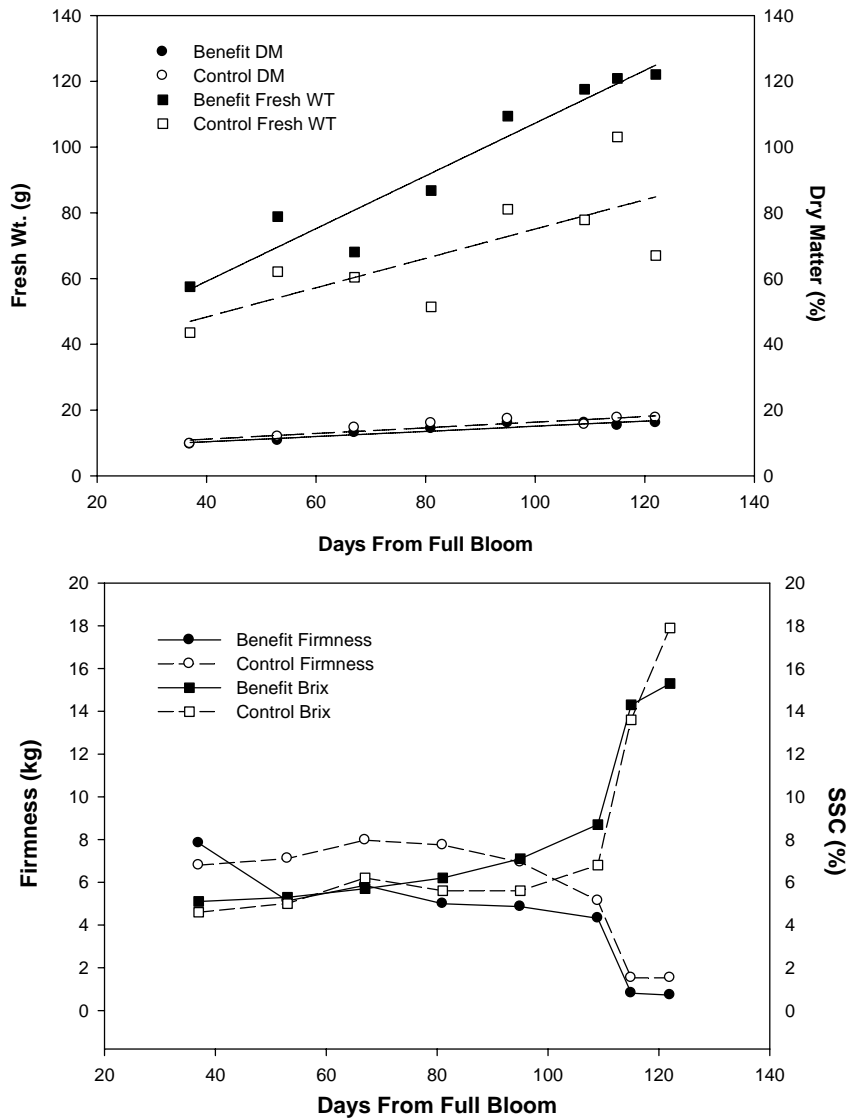 140
120
100
80
60
40
20
0
Fresh Wt. (g)
Benefit DM
Control DM
Benefit Fresh WT
Control Fresh WT
140
120
100
80
60
40
20
0
Dry Matter (%)
20 40 60 80 100 120 140
Days From Full Bloom
20
18
16
14
12
10
8
6
4
2
0
Firmness (kg)
Benefit Firmness
Control Firmness
Benefit Brix
Control Brix
20
18
16
14
12
10
8
6
4
2
0
SSC (%)
20 40 60 80 100 120 140
Days From Full Bloom